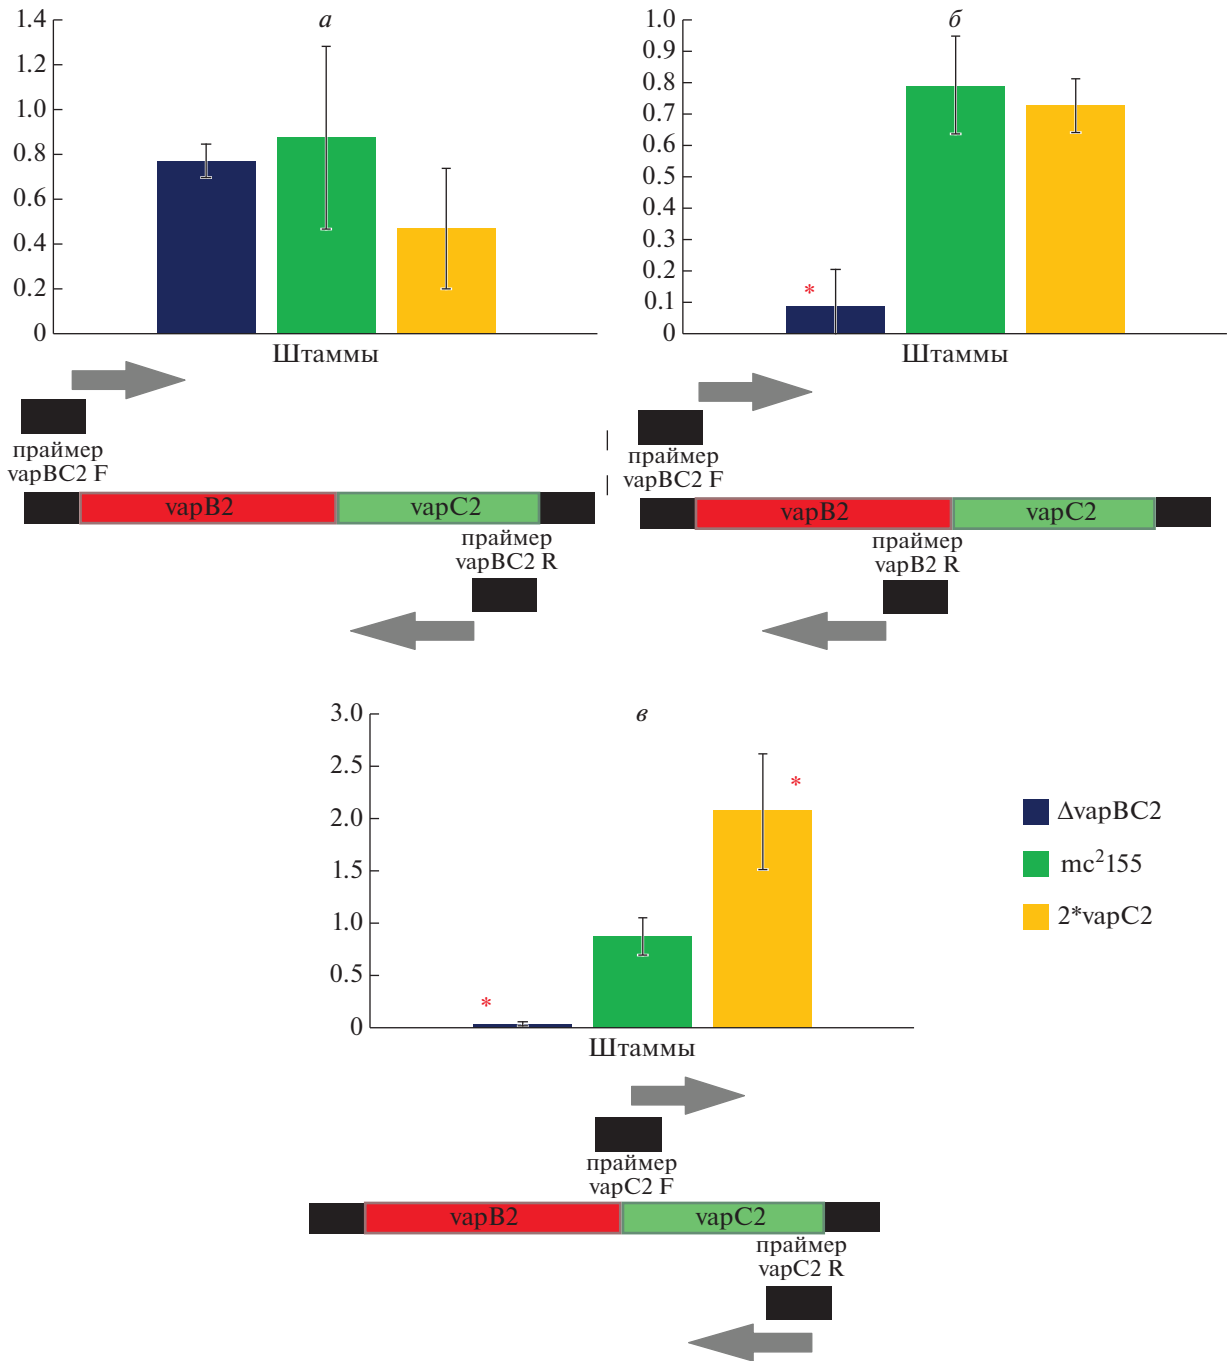 а
1.4
1.2
1.0
0.8
0.6
0.4
0.2
0
Штаммы
праймер
vapBC2 F
vapB2
vapC2
праймер
vapBC2 R
б
1.0
0.9
0.8
0.7
0.6
0.5
0.4
0.3
0.2
0.1
0
*
Штаммы
праймер
vapBC2 F
vapB2
vapC2
праймер
vapB2 R
в
3.0
2.5
2.0
1.5
1.0
0.5
0
*
*
Штаммы
праймер
vapC2 F
vapB2
vapC2
праймер
vapC2 R
ΔvapBC2
mc²155
2*vapC2